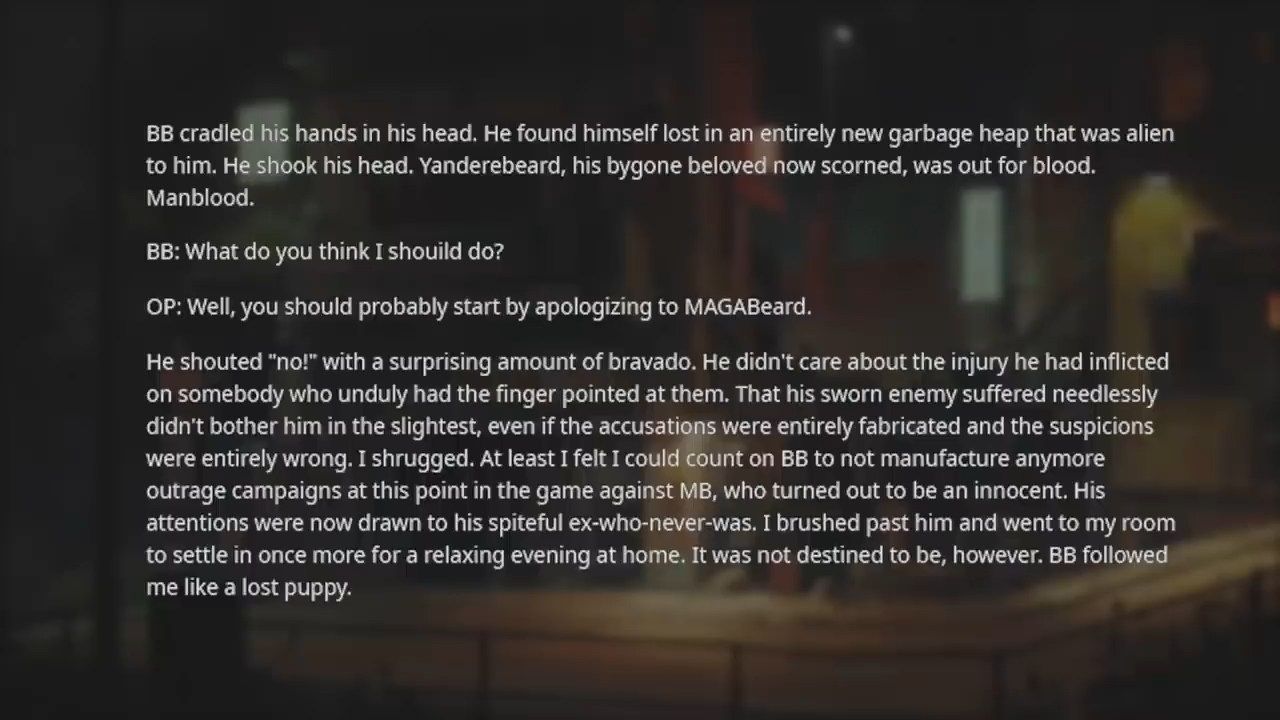 BB cradled his hands in his head. He found himself lost in an entirely new garbage heap that was alien
to him. He shook his head. Yanderebeard, his bygone beloved now scorned, was out for blood.
Manblood.
BB: What do you think I shouild do?
OP: Well, you should probably start by apologizing to MAGABeard.
He shouted "no!" with a surprising amount of bravado. He didn't care about the injury he had inflicted
on somebody who unduly had the finger pointed at them. That his sworn enemy suffered needlessly
didn't bother him in the slightest, even if the accusations were entirely fabricated and the suspicions
were entirely wrong. I shrugged. At least I felt I could count on BB to not manufacture anymore
outrage campaigns at this point in the game against MB, who turned out to be an innocent. His
attentions were now drawn to his spiteful ex-who-never-was. I brushed past him and went to my room
to settle in once more for a relaxing evening at home. It was not destined to be, however. BB followed
me like a lost puppy.